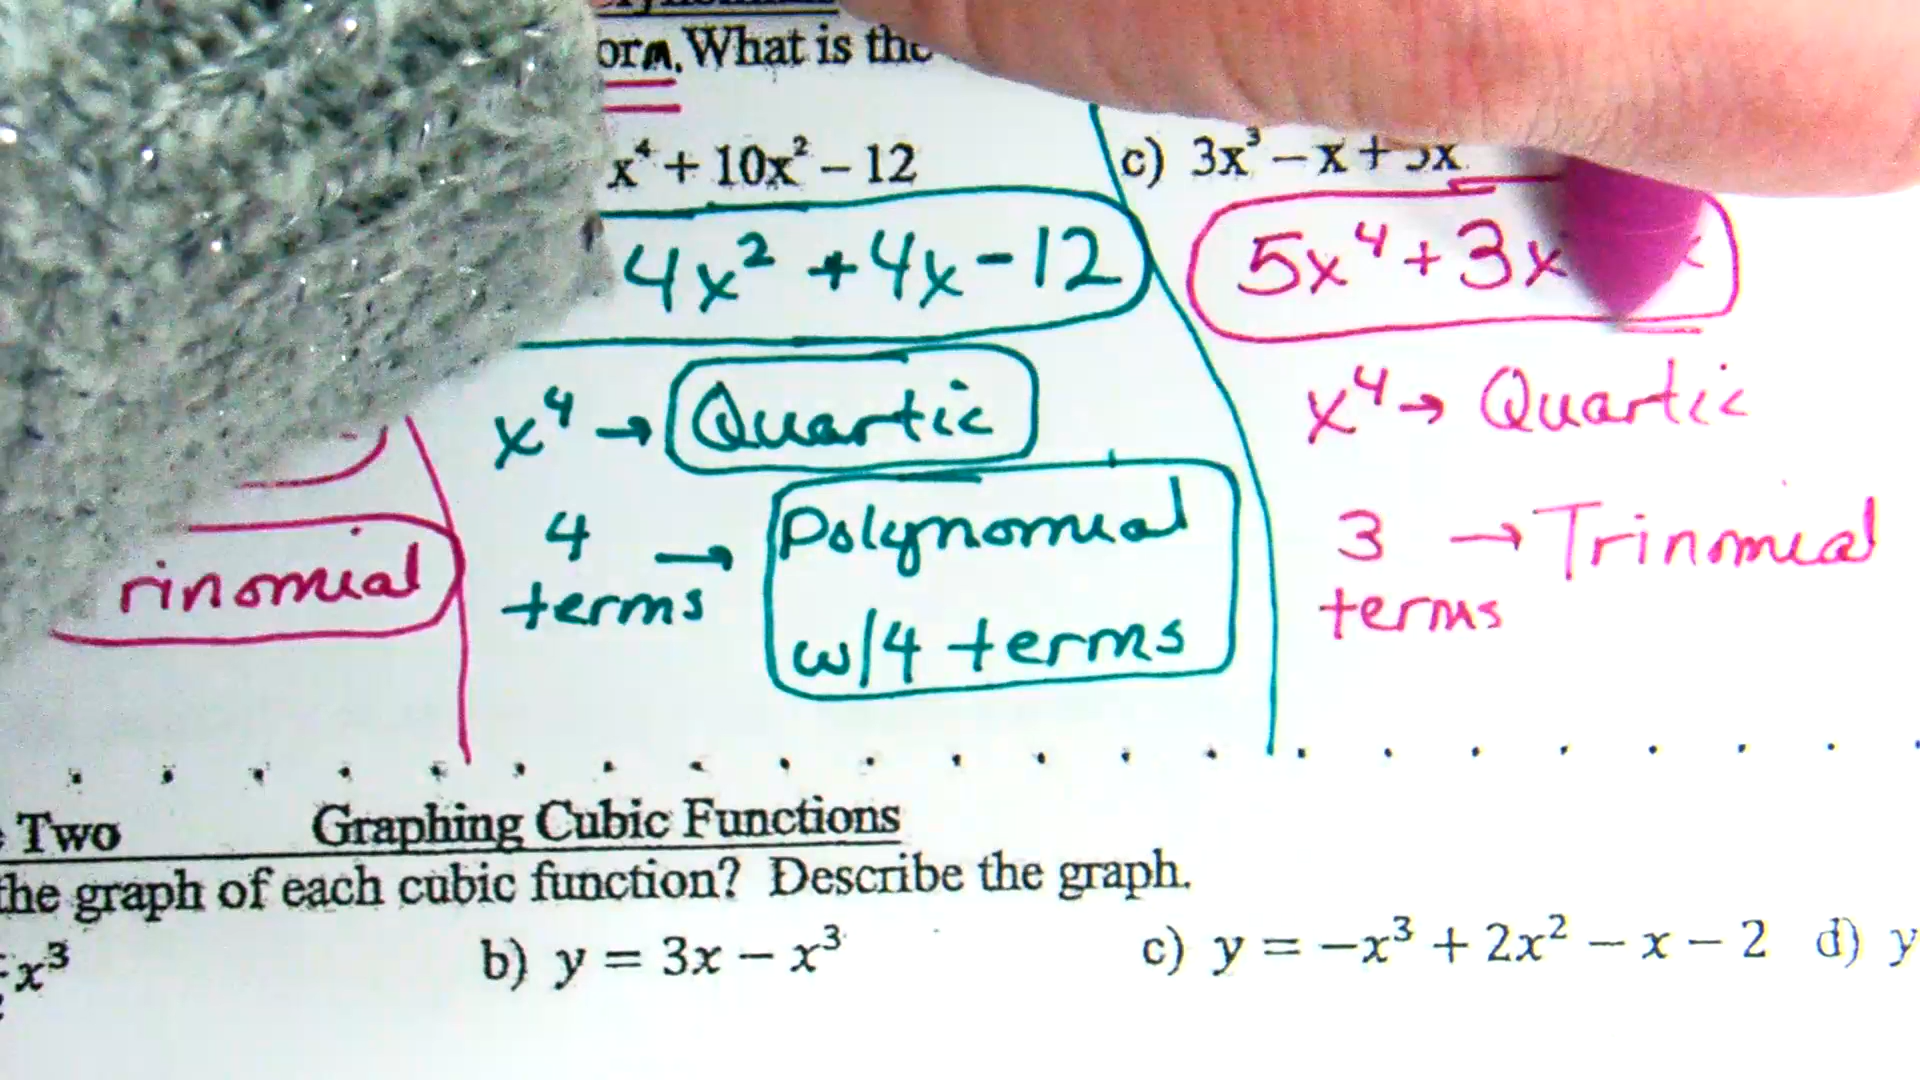 What is the
x⁴ + 10x² – 12
c) 3x³ – x + 5x
4x² + 4x – 12
5x⁴ + 3x
x⁴ → Quartic
x⁴ → Quartic
rinomial
4 terms → Polynomial w/4 terms
3 terms → Trinomial
Two Graphing Cubic Functions
the graph of each cubic function? Describe the graph.
x³ b) y = 3x – x³ c) y = –x³ + 2x² – x – 2 d) y